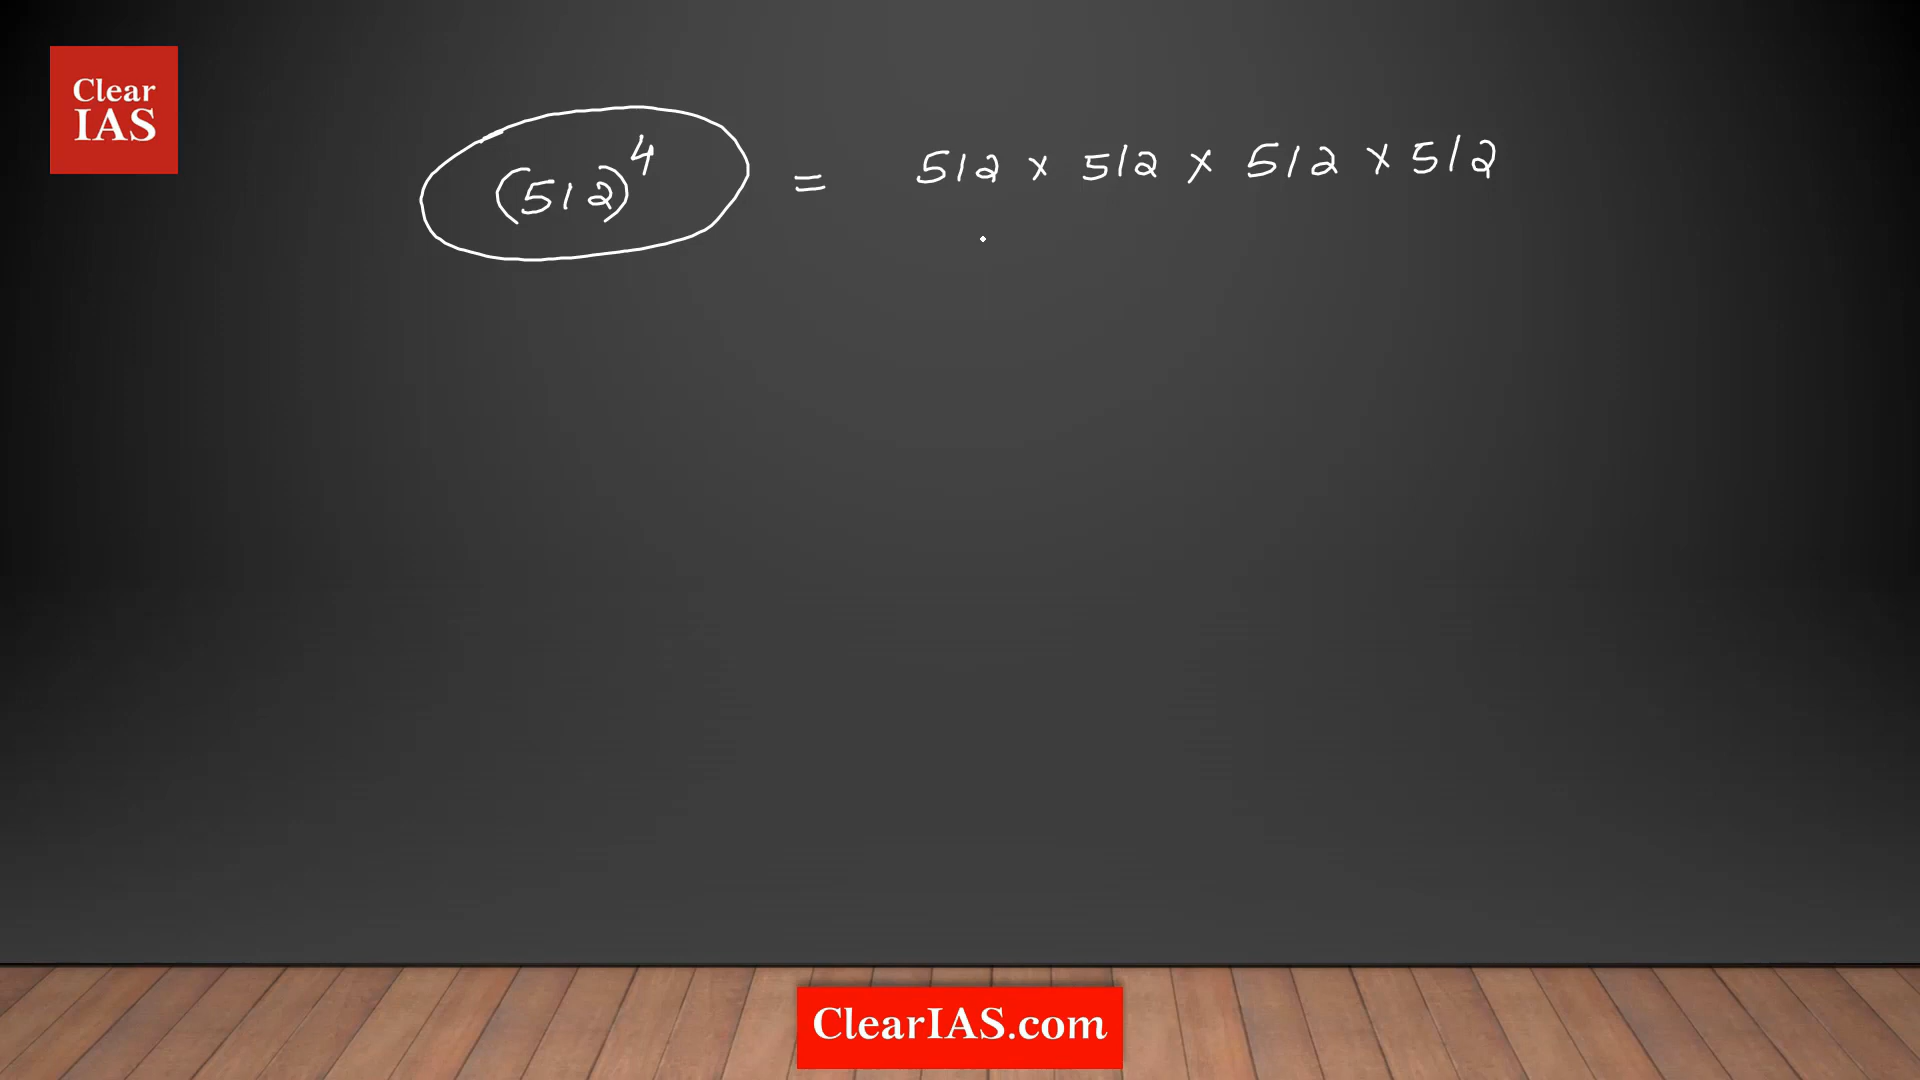 Clear
IAS
(512)⁴ = 512 × 512 × 512 × 512
ClearIAS.com